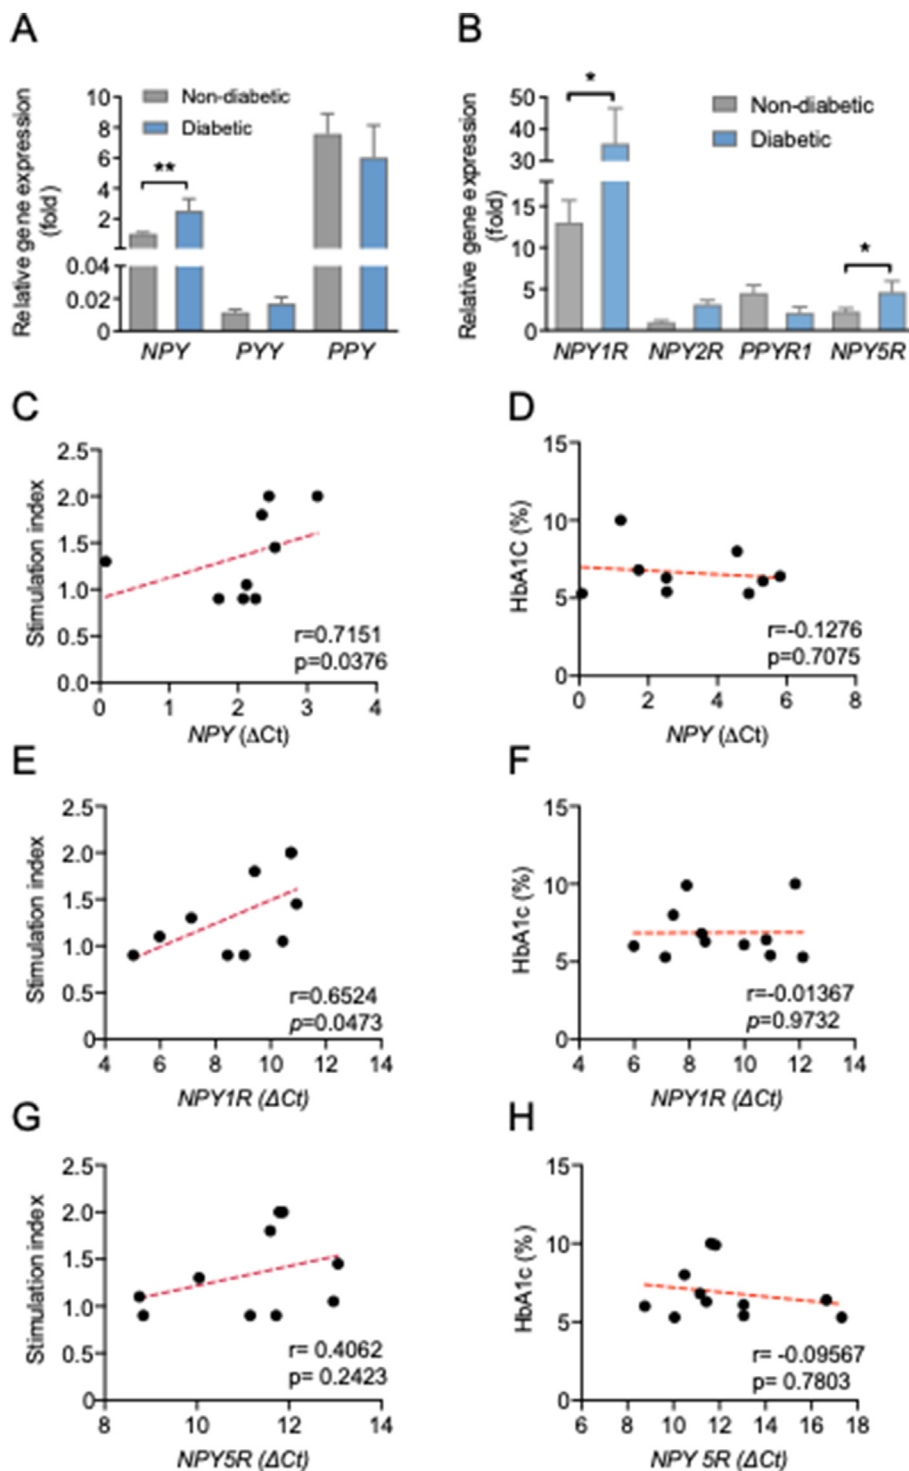 A
Relative gene expression
(fold)
Non-diabetic
Diabetic
**
10
8
6
4
2
0.04
0.02
0
NPY
PYY
PPY
B
Relative gene expression
(fold)
Non-diabetic
Diabetic
*
*
50
40
30
15
10
5
0
NPY1R
NPY2R
PPYR1
NPY5R
C
Stimulation index
2.5
2.0
1.5
1.0
0.5
0.0
r=0.7151
p=0.0376
0
1
2
3
4
NPY (ΔCt)
D
HbA1C (%)
15
10
5
0
r=-0.1276
p=0.7075
0
2
4
6
8
NPY (ΔCt)
E
Stimulation index
2.5
2.0
1.5
1.0
0.5
0
r=0.6524
p=0.0473
4
6
8
10
12
14
NPY1R (ΔCt)
F
HbA1c (%)
15
10
5
0
r=-0.01367
p=0.9732
4
6
8
10
12
14
NPY1R (ΔCt)
G
Stimulation index
2.5
2.0
1.5
1.0
0.5
0
r= 0.4062
p= 0.2423
8
10
12
14
NPY5R (ΔCt)
H
HbA1c (%)
15
10
5
0
r= -0.09567
p= 0.7803
6
8
10
12
14
16
18
NPY 5R (ΔCt)